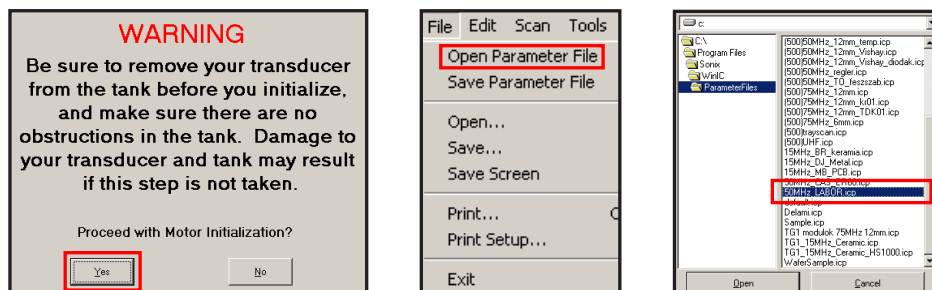 WARNING
Be sure to remove your transducer
from the tank before you initialize,
and make sure there are no
obstructions in the tank. Damage to
your transducer and tank may result
if this step is not taken.
Proceed with Motor Initialization?
Yes
No
File Edit Scan Tools
Open Parameter File
Save Parameter File
Open...
Save...
Save Screen
Print...
Print Setup...
Exit
c:
C:\
Program Files
Sonix
WinIC
ParameterFiles
(500)50MHz_12mm_temp.icp
(500)50MHz_12mm_Vishay.icp
(500)50MHz_12mm_Vishay_diodak.icp
(500)50MHz_regler.icp
(500)50MHz_TO_leszszab.icp
(500)75MHz_12mm.icp
(500)75MHz_12mm_kr01.icp
(500)75MHz_12mm_TDK01.icp
(500)75MHz_6mm.icp
(500)trayscan.icp
(500)UHF.icp
15MHz_BR_keramia.icp
15MHz_DJ_Metal.icp
15MHz_MB_PCB.icp
50MHz_LABOR.icp
default.icp
Delami.icp
Sample.icp
TG1 modulok 75MHz 12mm.icp
TG1_15MHz_Ceramic.icp
TG1_15MHz_Ceramic_HS1000.icp
WaferSample.icp
Open
Cancel